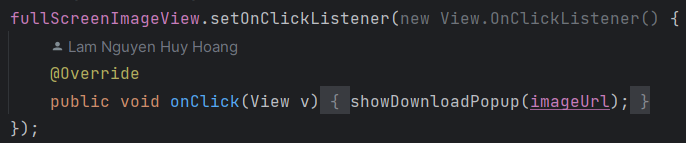 fullScreenImageView.setOnClickListener(new View.OnClickListener() {
Lam Nguyen Huy Hoang
@Override
public void onClick(View v) { showDownloadPopup(imageUrl); }
});